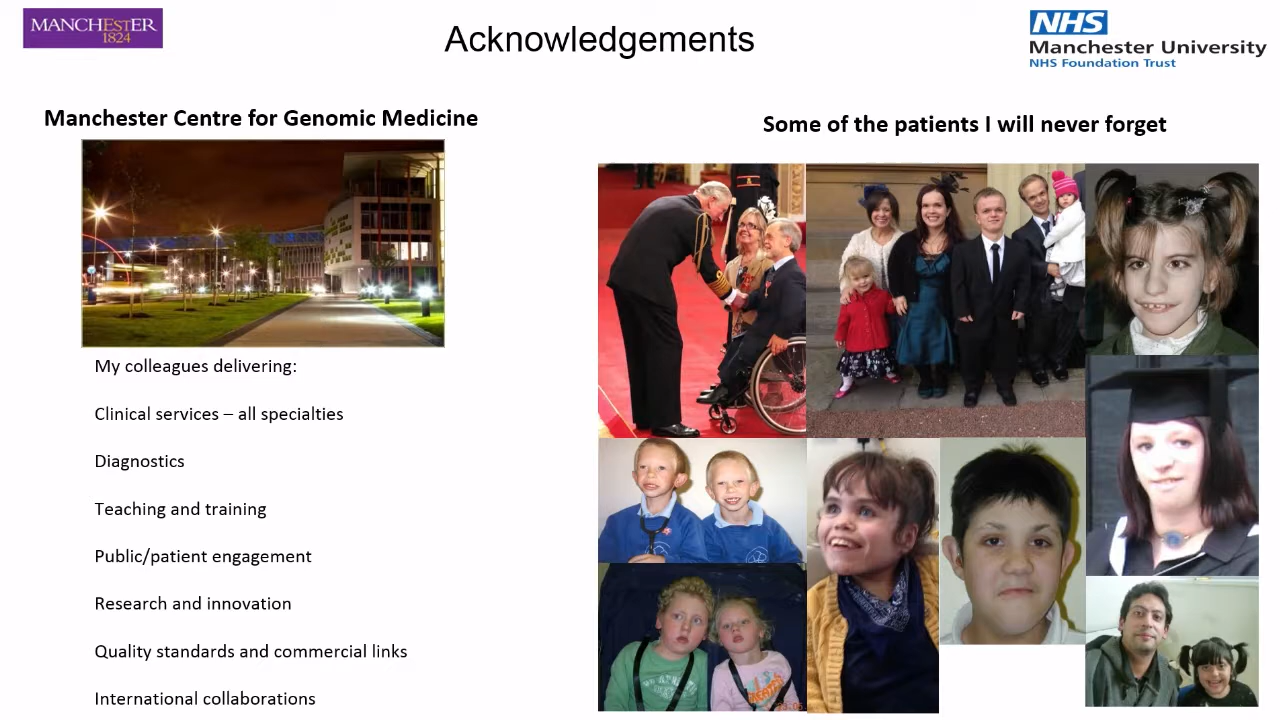 MANCHESTER
1824
Acknowledgements
NHS
Manchester University
NHS Foundation Trust
Manchester Centre for Genomic Medicine
My colleagues delivering:
Clinical services – all specialties
Diagnostics
Teaching and training
Public/patient engagement
Research and innovation
Quality standards and commercial links
International collaborations
Some of the patients I will never forget